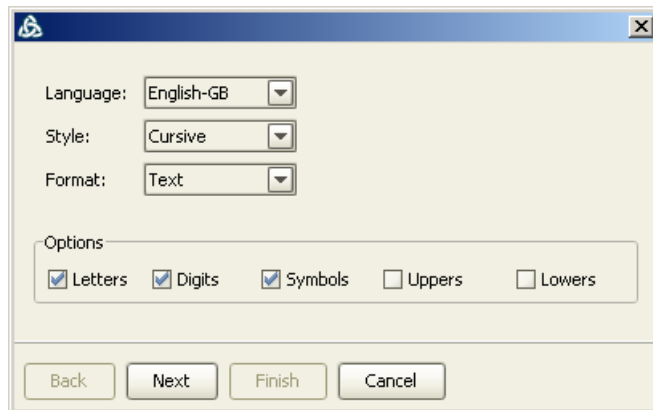 Language: English-GB
Style: Cursive
Format: Text
Options
Letters Digits Symbols Uppers Lowers
Back Next Finish Cancel